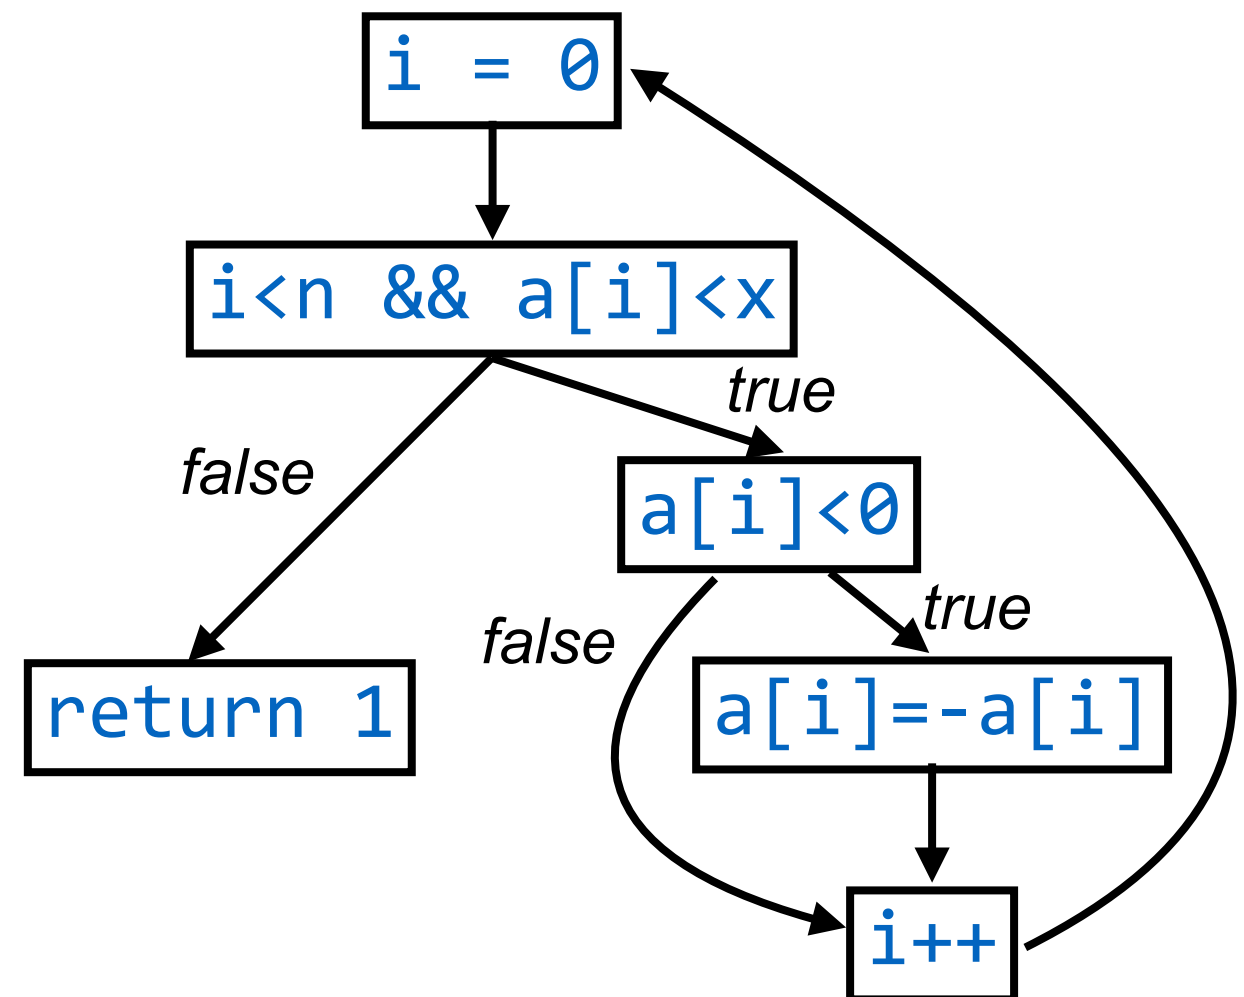 i = 0
i<n && a[i]<x
true
false
a[i]<0
true
false
return 1
a[i]=-a[i]
i++